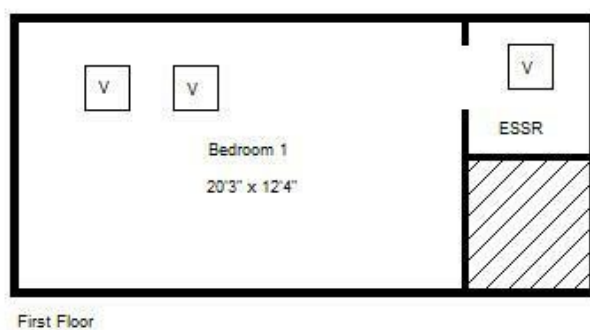 V
V
V
ESSR
Bedroom 1
20'3" x 12'4"
First Floor